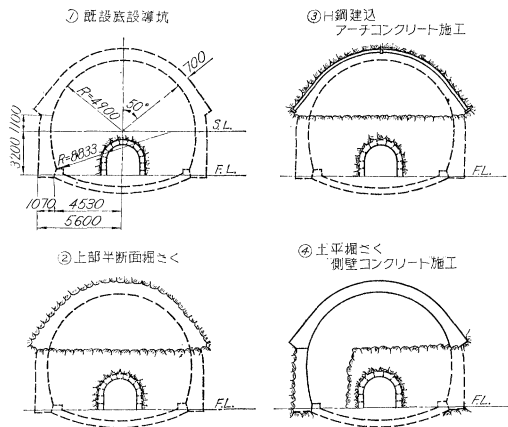 ① 既設底設導坑
700
R=4900
50°
S.L.
1100
3200
R=8833
F.L.
1070
4530
5600
② 上部半断面掘さく
F.L.
③ H鋼建込
アーチコンクリート施工
F.L.
④ 土平掘さく
側壁コンクリート施工
F.L.